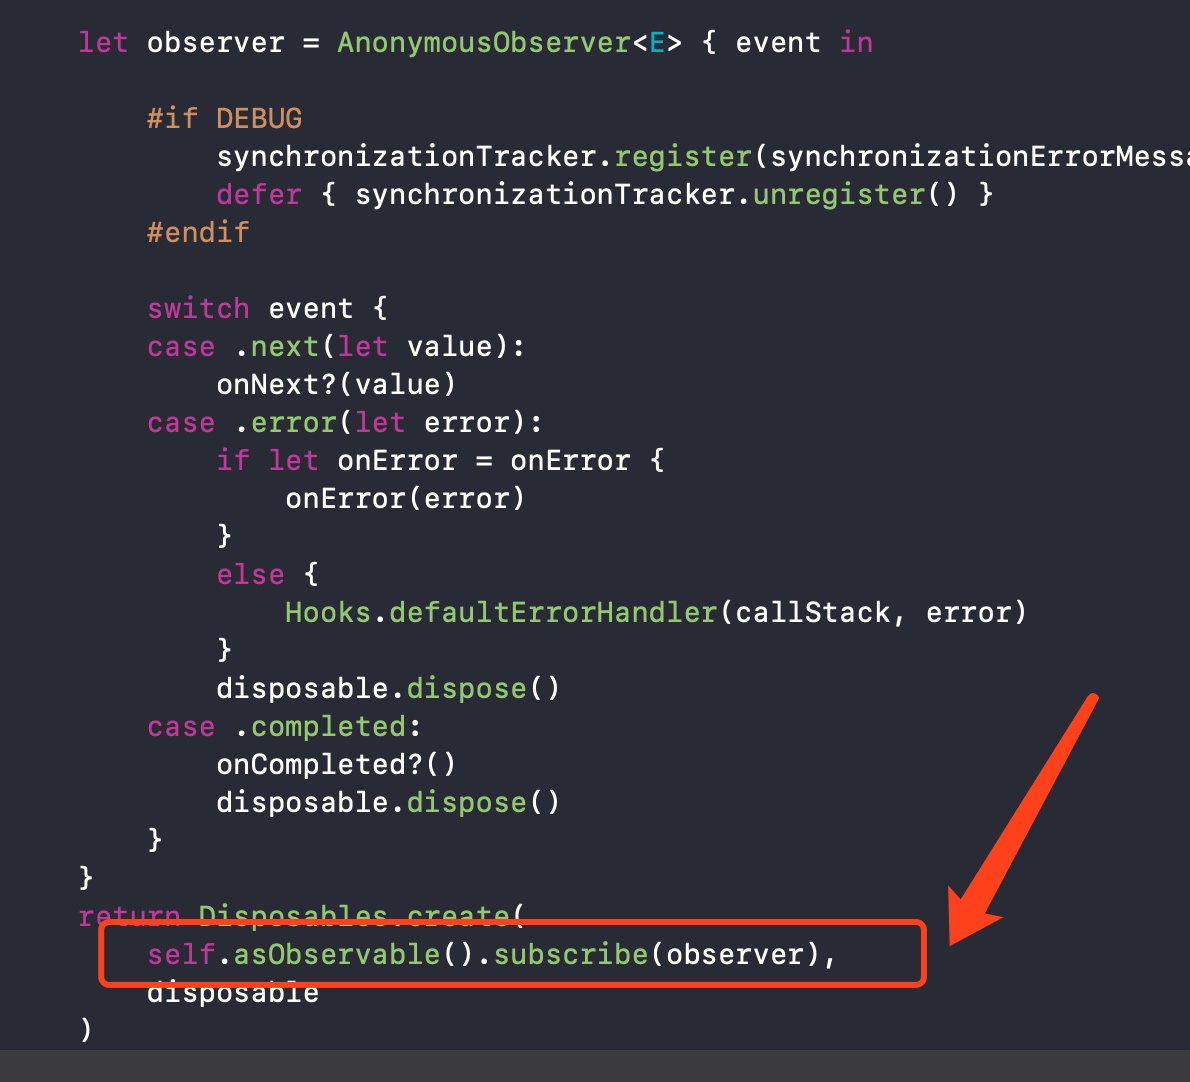 let observer = AnonymousObserver<E> { event in
#if DEBUG
synchronizationTracker.register(synchronizationErrorMessa
defer { synchronizationTracker.unregister() }
#endif
switch event {
case .next(let value):
onNext?(value)
case .error(let error):
if let onError = onError {
onError(error)
}
else {
Hooks.defaultErrorHandler(callStack, error)
}
disposable.dispose()
case .completed:
onCompleted?()
disposable.dispose()
}
}
return Disposables.create(
self.asObservable().subscribe(observer),
disposable
)